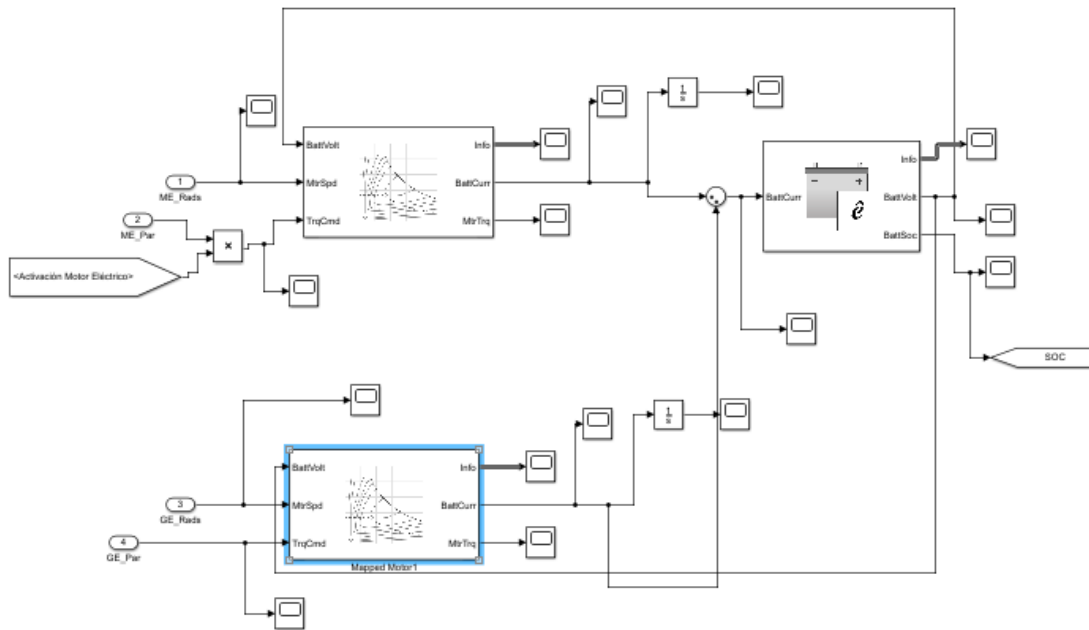 BattVolt
Info
1
MtrSpd
BattCurr
ME_Rads
2
TrqCmd
MtrTrq
ME_Par
×
<Activación Motor Eléctrico>
1
s
Info
BattCurr
BattVolt
BattSoc
- +
ê
SOC
1
s
BattVolt
Info
3
MtrSpd
BattCurr
GE_Rads
4
TrqCmd
MtrTrq
GE_Par
Mapped Motor1